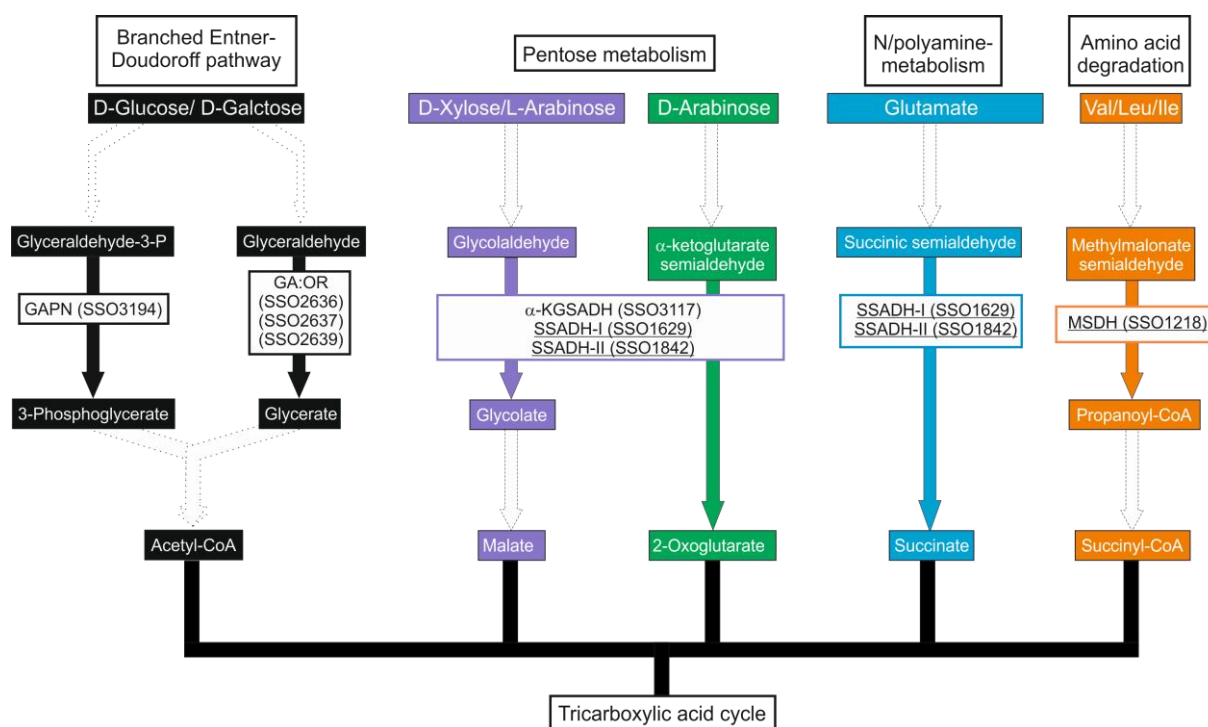 Branched Entner-
Doudoroff pathway
Pentose metabolism
N/polyamine-
metabolism
Amino acid
degradation
D-Glucose/ D-Galctose
D-Xylose/L-Arabinose
D-Arabinose
Glutamate
Val/Leu/Ile
Glyceraldehyde-3-P
Glyceraldehyde
Glycolaldehyde
α-ketoglutarate
semialdehyde
Succinic semialdehyde
Methylmalonate
semialdehyde
GAPN (SSO3194)
GA:OR
(SSO2636)
(SSO2637)
(SSO2639)
α-KGSADH (SSO3117)
SSADH-I (SSO1629)
SSADH-II (SSO1842)
SSADH-I (SSO1629)
SSADH-II (SSO1842)
MSDH (SSO1218)
3-Phosphoglycerate
Glycerate
Glycolate
Propanoyl-CoA
Acetyl-CoA
Malate
2-Oxoglutarate
Succinate
Succinyl-CoA
Tricarboxylic acid cycle